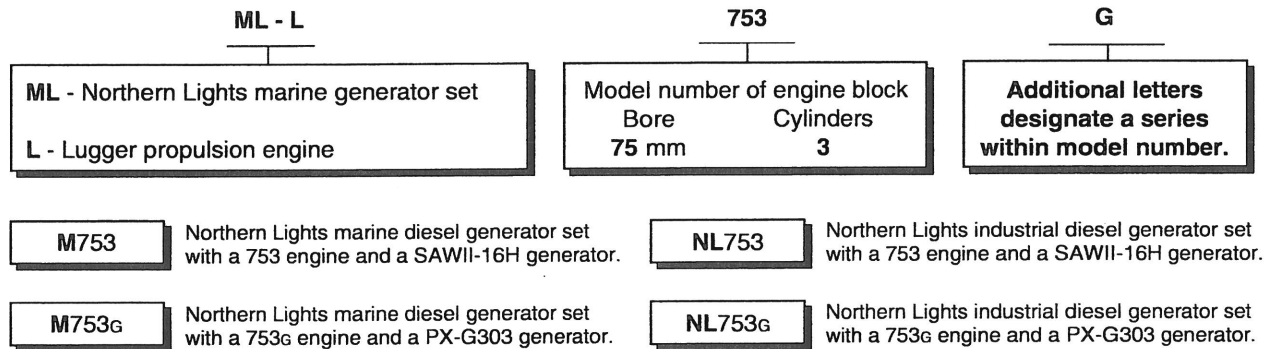 ML - L
753
G
ML - Northern Lights marine generator set
L - Lugger propulsion engine
Model number of engine block
Bore Cylinders
75 mm 3
Additional letters
designate a series
within model number.
M753
Northern Lights marine diesel generator set
with a 753 engine and a SAWII-16H generator.
NL753
Northern Lights industrial diesel generator set
with a 753 engine and a SAWII-16H generator.
M753G
Northern Lights marine diesel generator set
with a 753G engine and a PX-G303 generator.
NL753G
Northern Lights industrial diesel generator set
with a 753G engine and a PX-G303 generator.